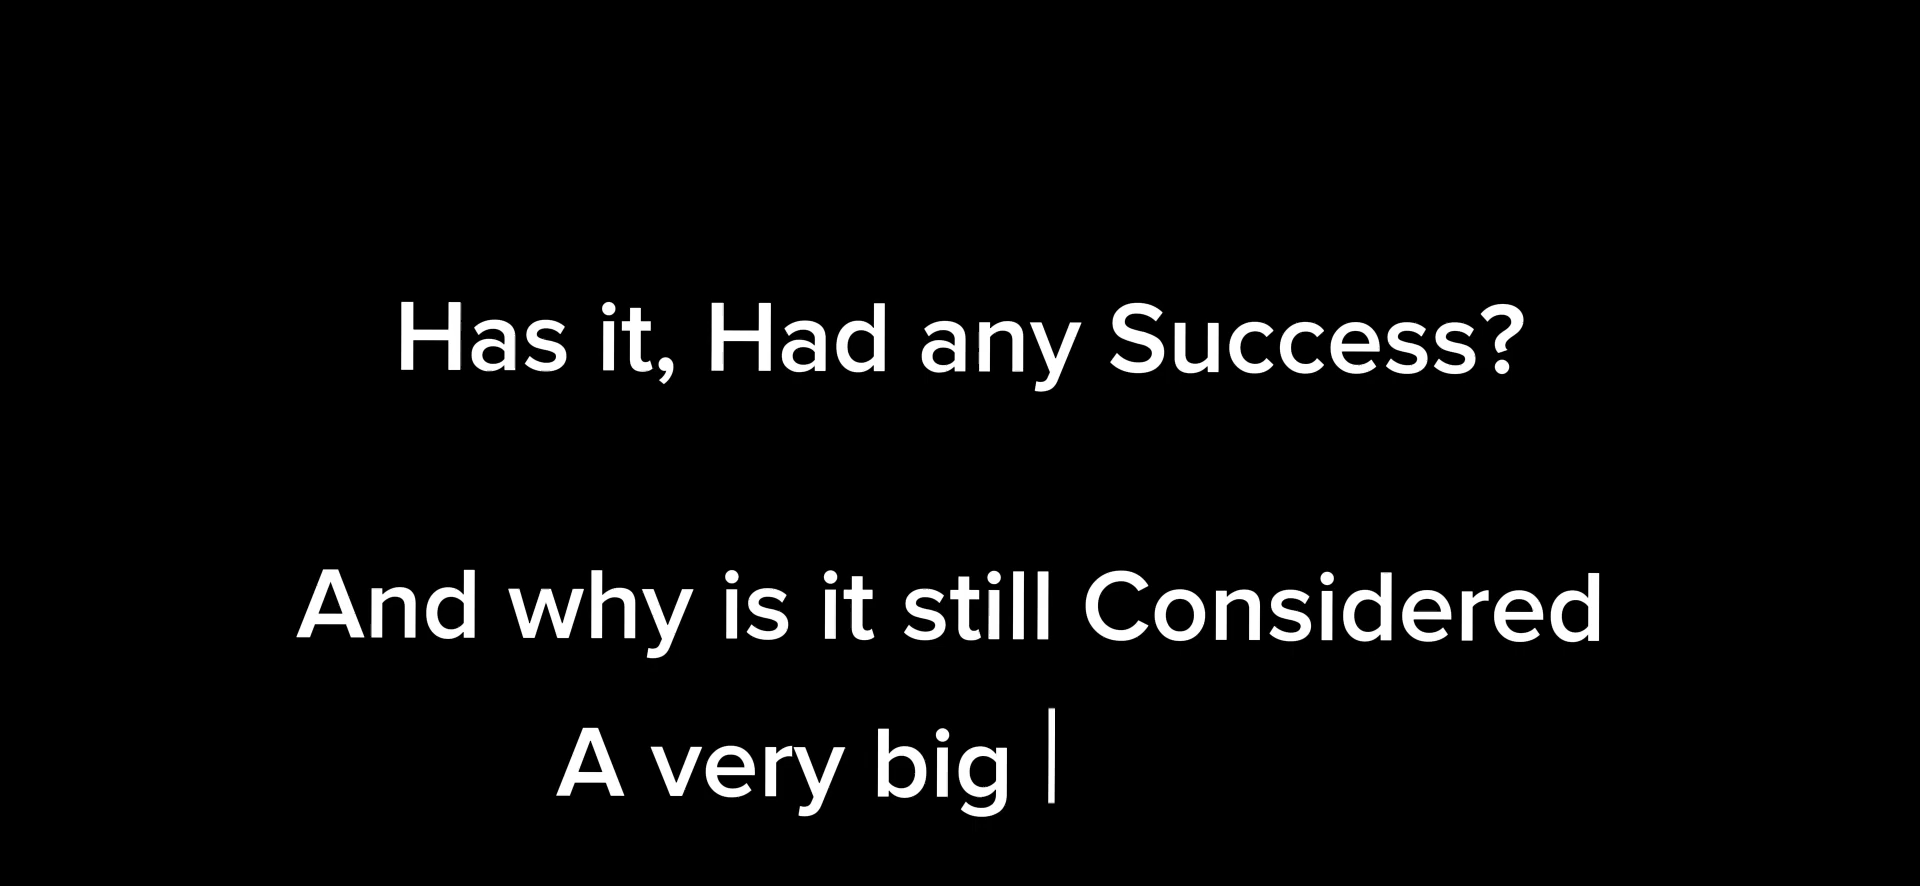 Has it, Had any Success?
And why is it still Considered
A very big